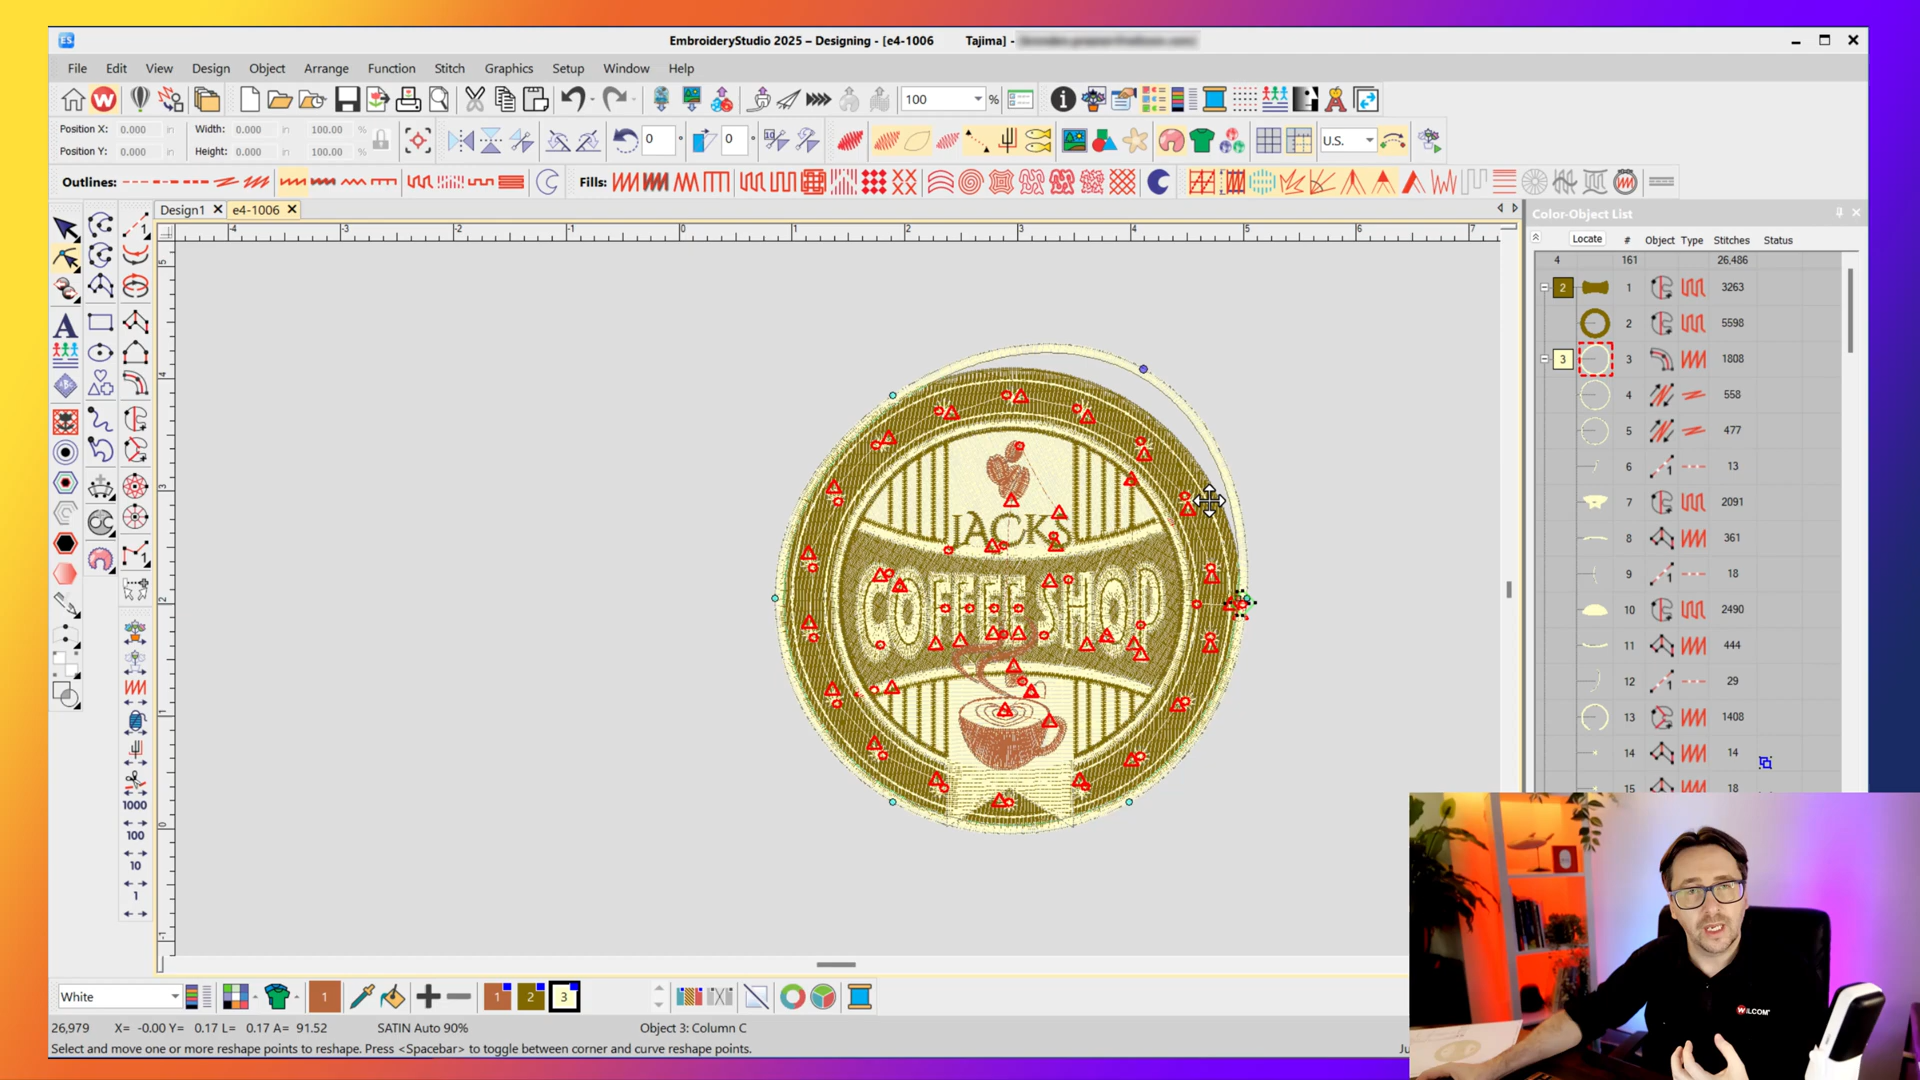 EmbroideryStudio 2025 – Designing - [e4-1006 Tajima] -
File Edit View Design Object Arrange Function Stitch Graphics Setup Window Help
100 %
Position X: 0.000 in Width: 0.000 in 100.00 %
Position Y: 0.000 in Height: 0.000 in 100.00 %
0 0 U.S.
Outlines: Fills:
Design1 e4-1006
Color-Object List
Locate # Object Type Stitches Status
4 161 26,486
2 1 3263
2 5598
3 3 1808
4 558
5 477
6 13
7 2091
8 361
9 18
10 2490
11 444
12 29
13 1408
14 14
15 18
JACKS
COFFEE SHOP
1000
100
10
1
White 1 1 2 3
26,979 X= -0.00 Y= 0.17 L= 0.17 A= 91.52 SATIN Auto 90% Object 3: Column C
Select and move one or more reshape points to reshape. Press <Spacebar> to toggle between corner and curve reshape points.
WILCOM